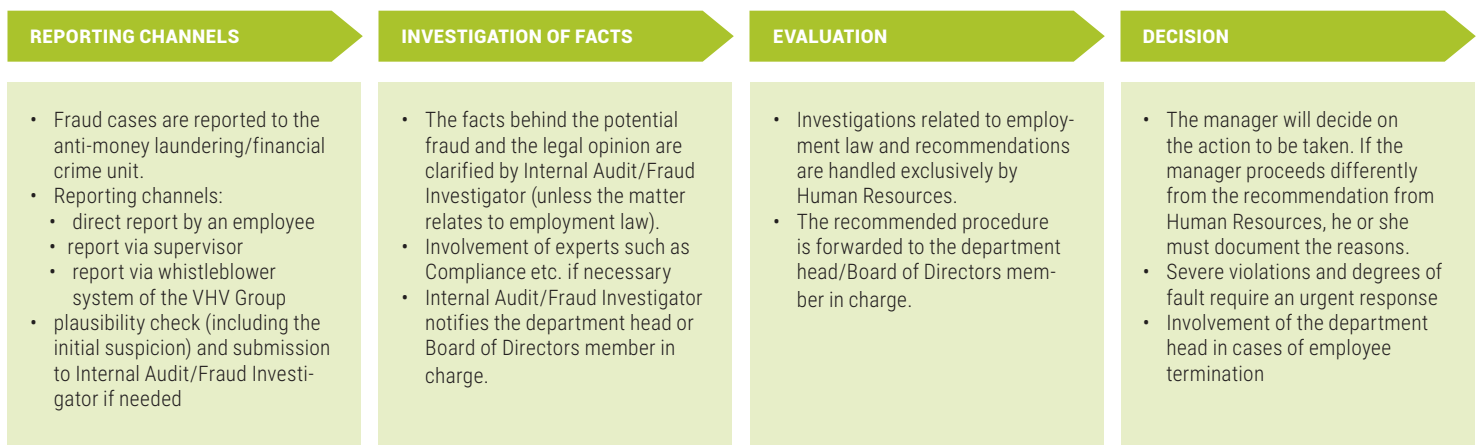 REPORTING CHANNELS
• Fraud cases are reported to the
anti-money laundering/financial
crime unit.
• Reporting channels:
• direct report by an employee
• report via supervisor
• report via whistleblower
system of the VHV Group
• plausibility check (including the
initial suspicion) and submission
to Internal Audit/Fraud Investi-
gator if needed
INVESTIGATION OF FACTS
• The facts behind the potential
fraud and the legal opinion are
clarified by Internal Audit/Fraud
Investigator (unless the matter
relates to employment law).
• Involvement of experts such as
Compliance etc. if necessary
• Internal Audit/Fraud Investigator
notifies the department head or
Board of Directors member in
charge.
EVALUATION
• Investigations related to employ-
ment law and recommendations
are handled exclusively by
Human Resources.
• The recommended procedure
is forwarded to the department
head/Board of Directors mem-
ber in charge.
DECISION
• The manager will decide on
the action to be taken. If the
manager proceeds differently
from the recommendation from
Human Resources, he or she
must document the reasons.
• Severe violations and degrees of
fault require an urgent response
• Involvement of the department
head in cases of employee
termination